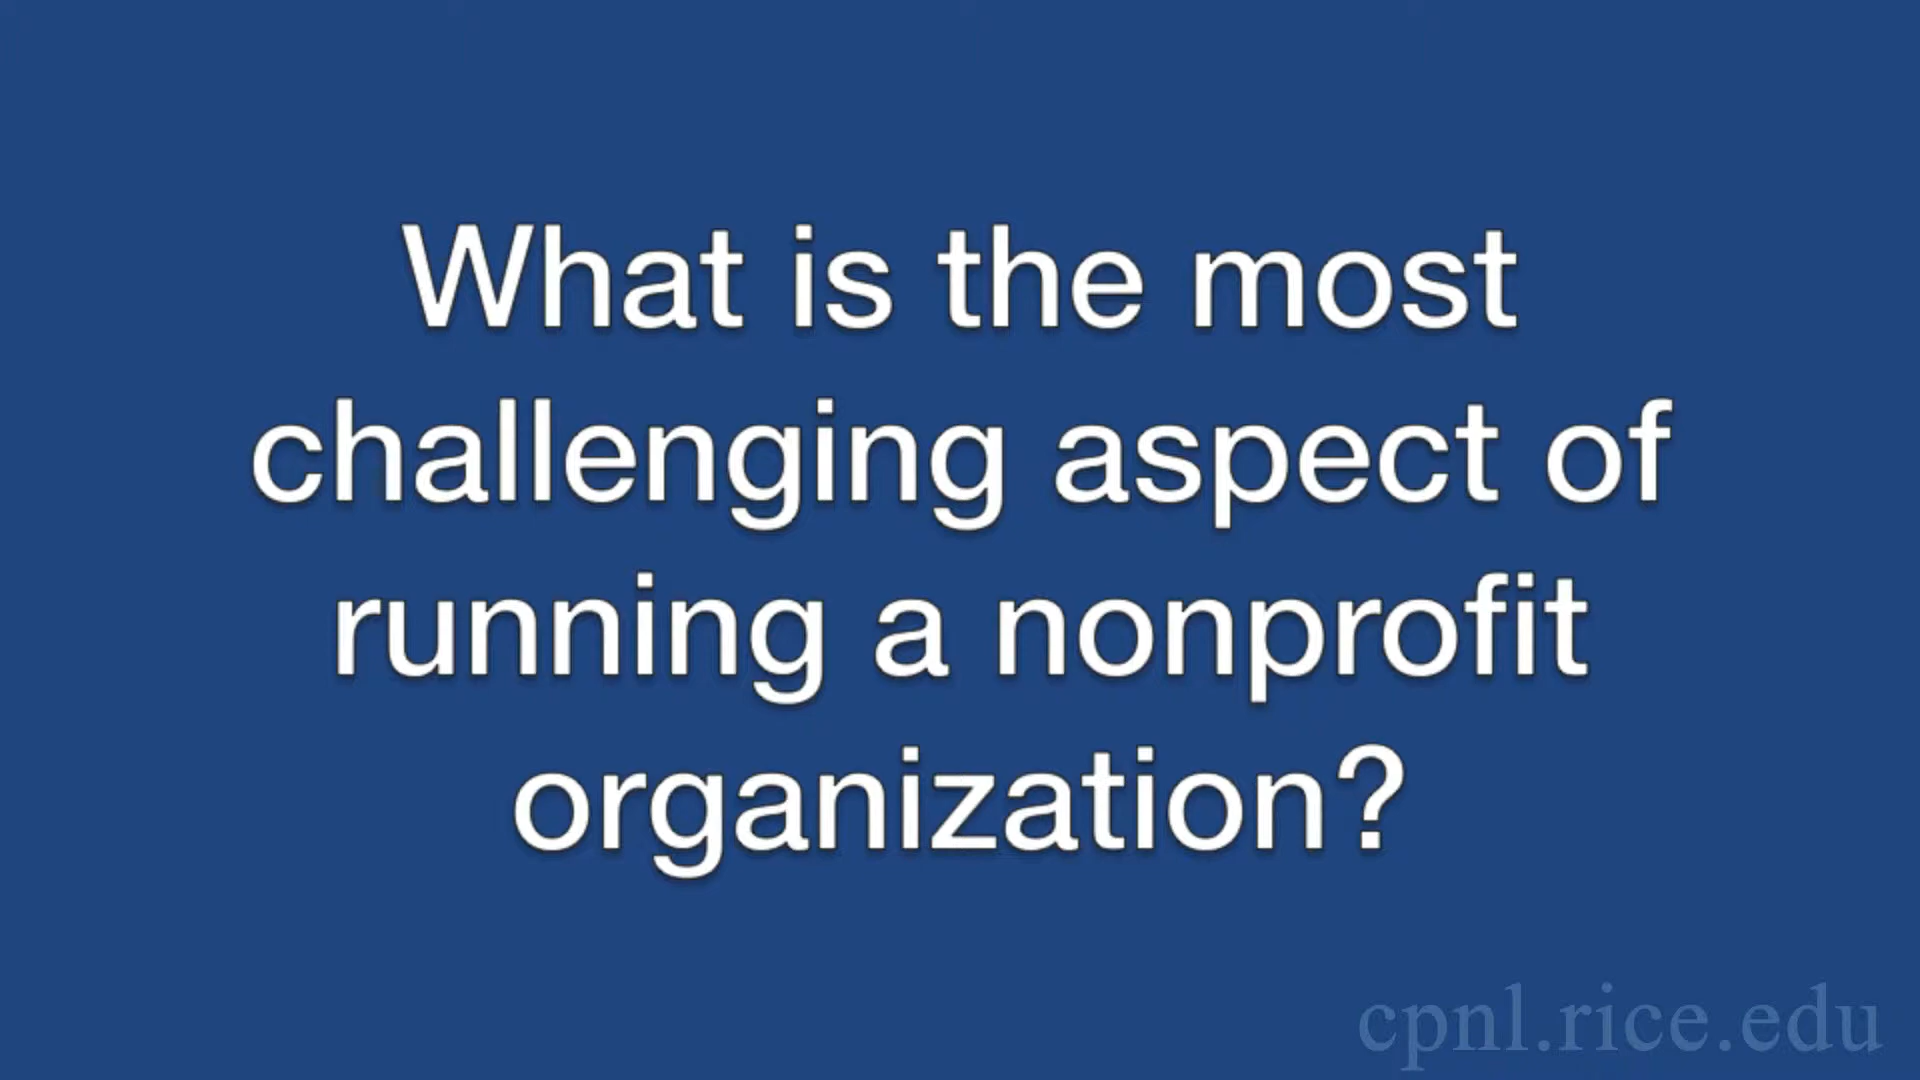 What is the most
challenging aspect of
running a nonprofit
organization?
cpnl.rice.edu